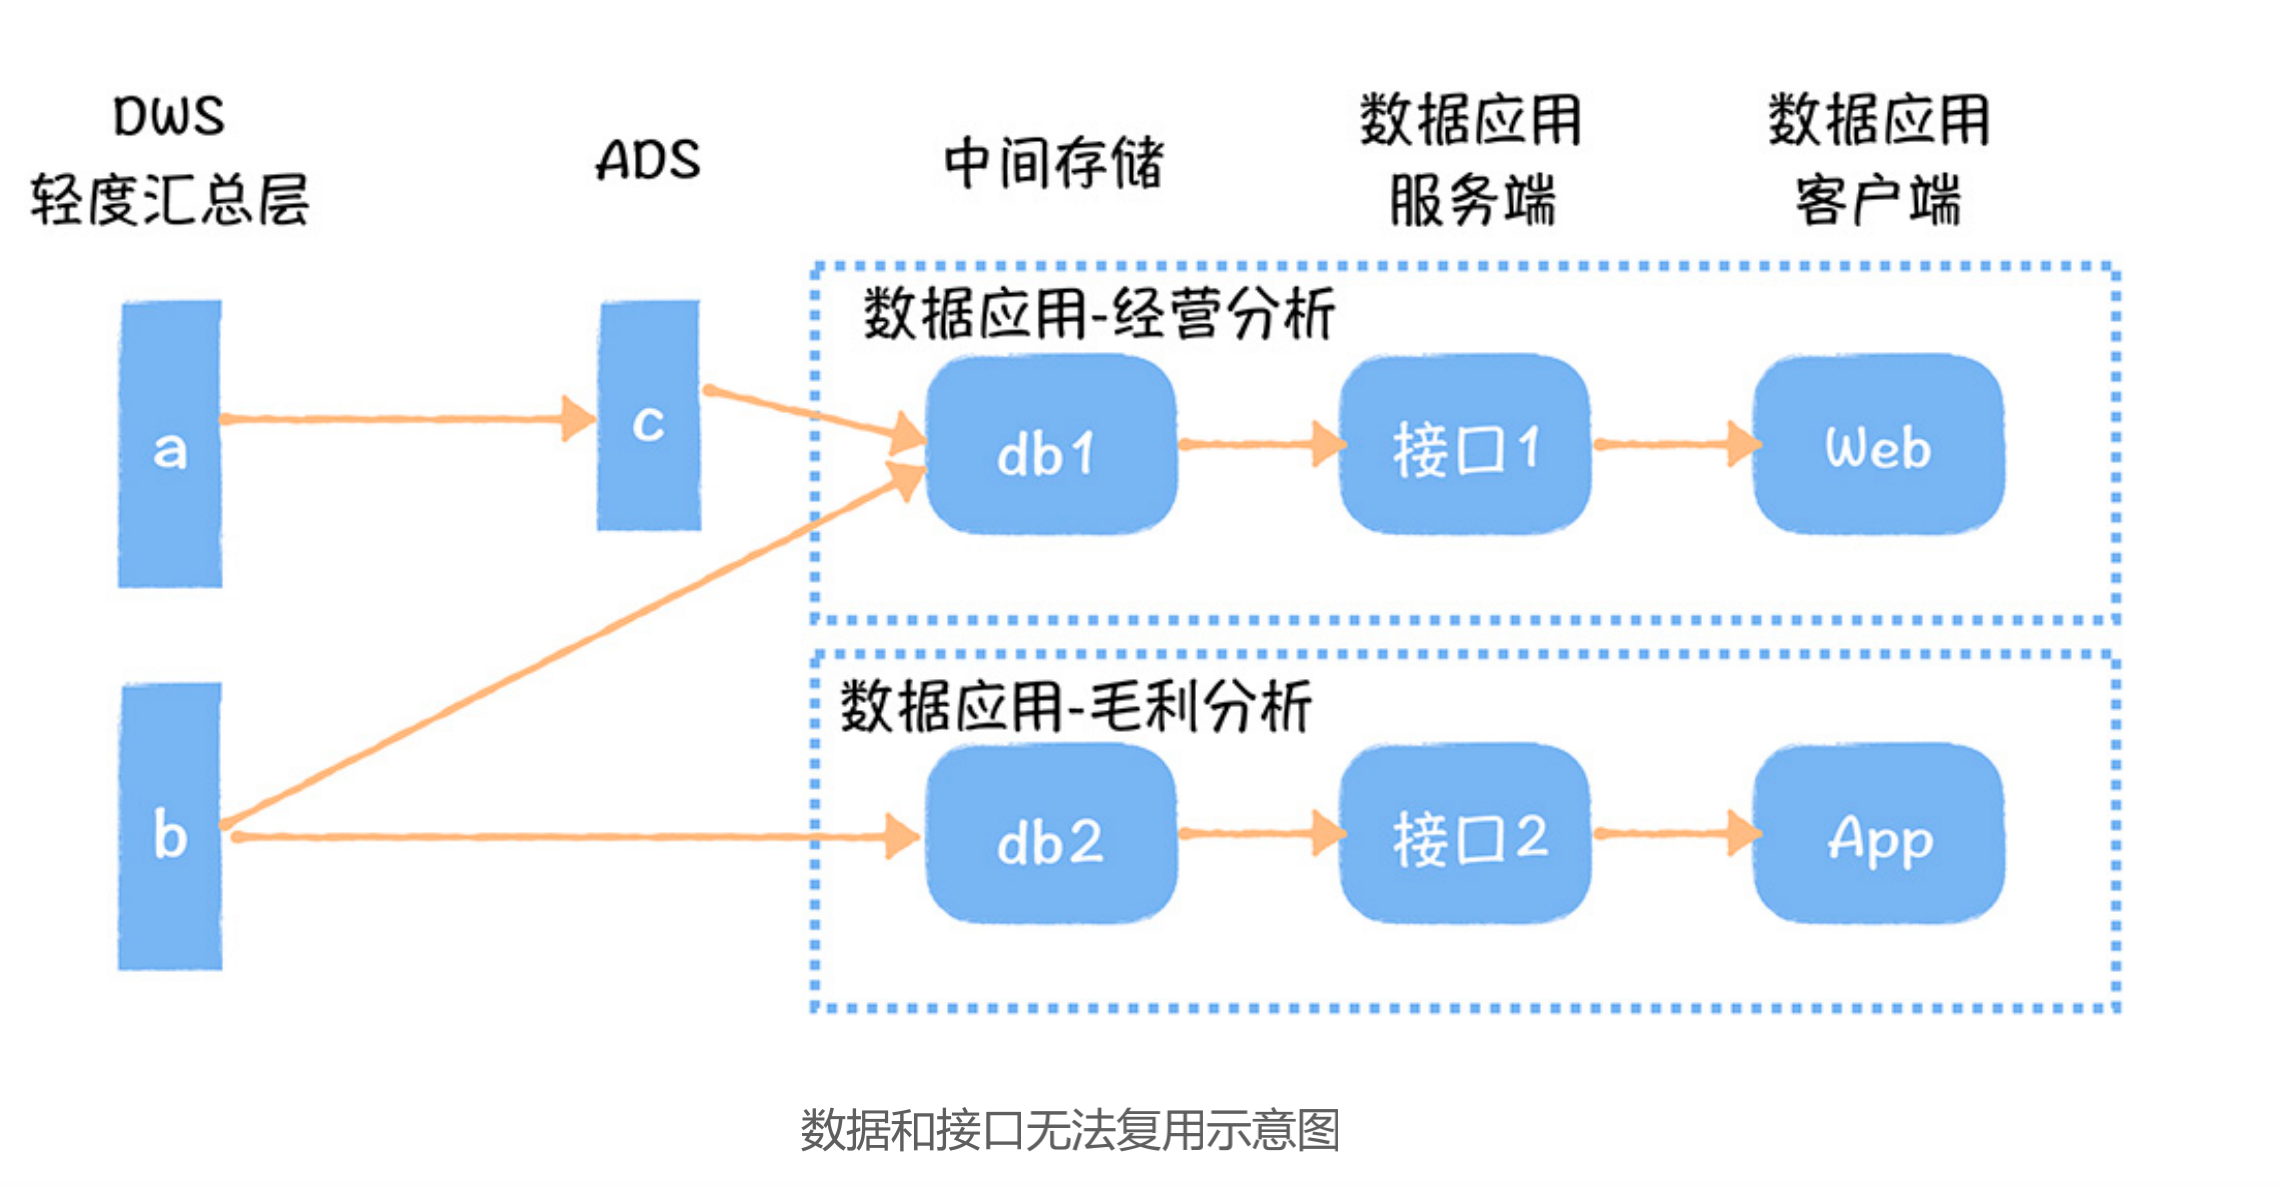 DWS
轻度汇总层
ADS
中间存储
数据应用
服务端
数据应用
客户端
数据应用-经营分析
a
c
db1
接口1
Web
数据应用-毛利分析
b
db2
接口2
App
数据和接口无法复用示意图